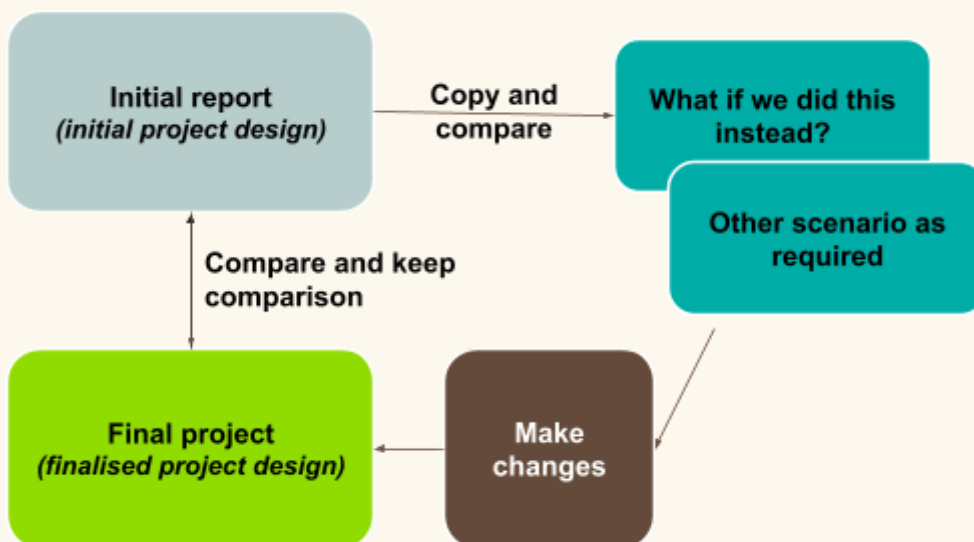 Initial report
(initial project design)
Copy and
compare
What if we did this
instead?
Other scenario as
required
Compare and keep
comparison
Make
changes
Final project
(finalised project design)